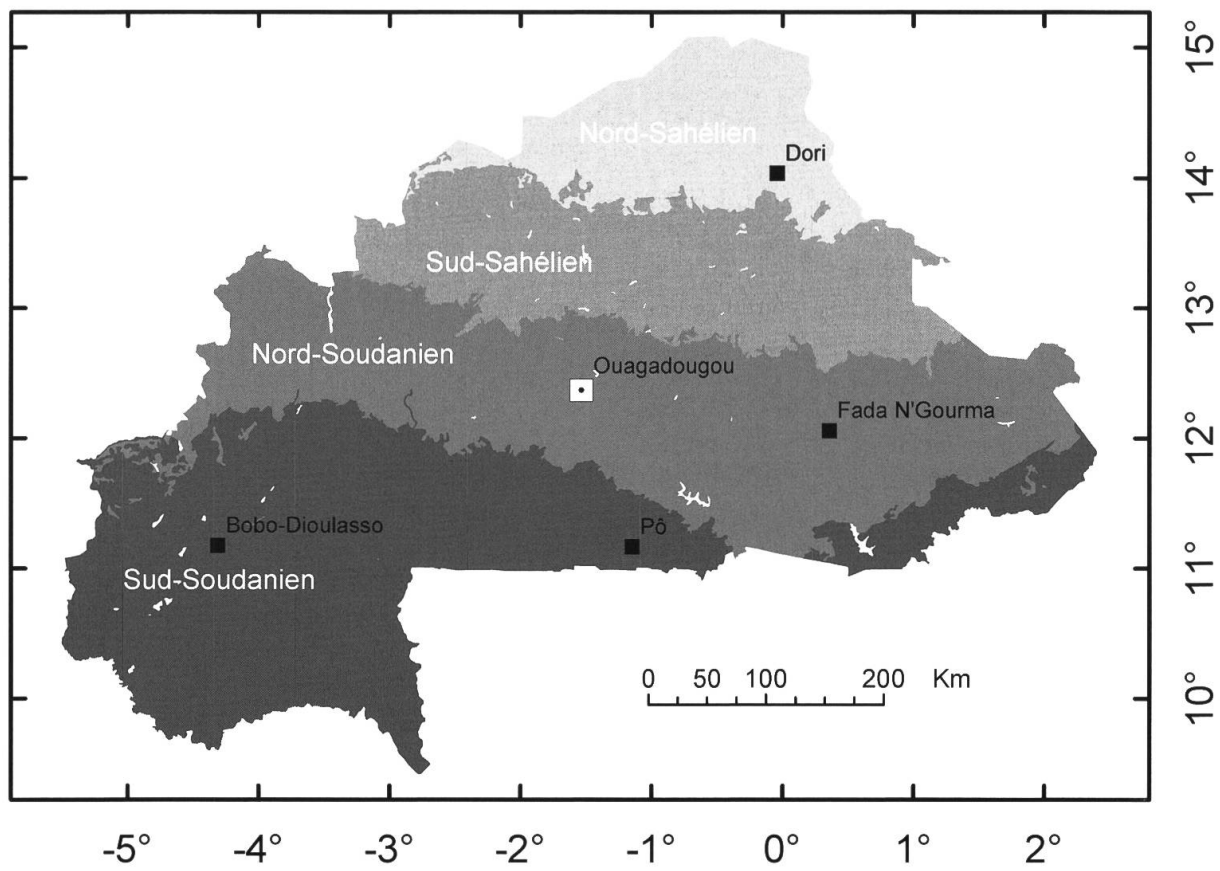 Nord-Sahélien
Dori
Sud-Sahélien
Nord-Soudanien
Ouagadougou
Fada N'Gourma
Bobo-Dioulasso
Pô
Sud-Soudanien
0 50 100 200 Km
15°
14°
13°
12°
11°
10°
-5° -4° -3° -2° -1° 0° 1° 2°